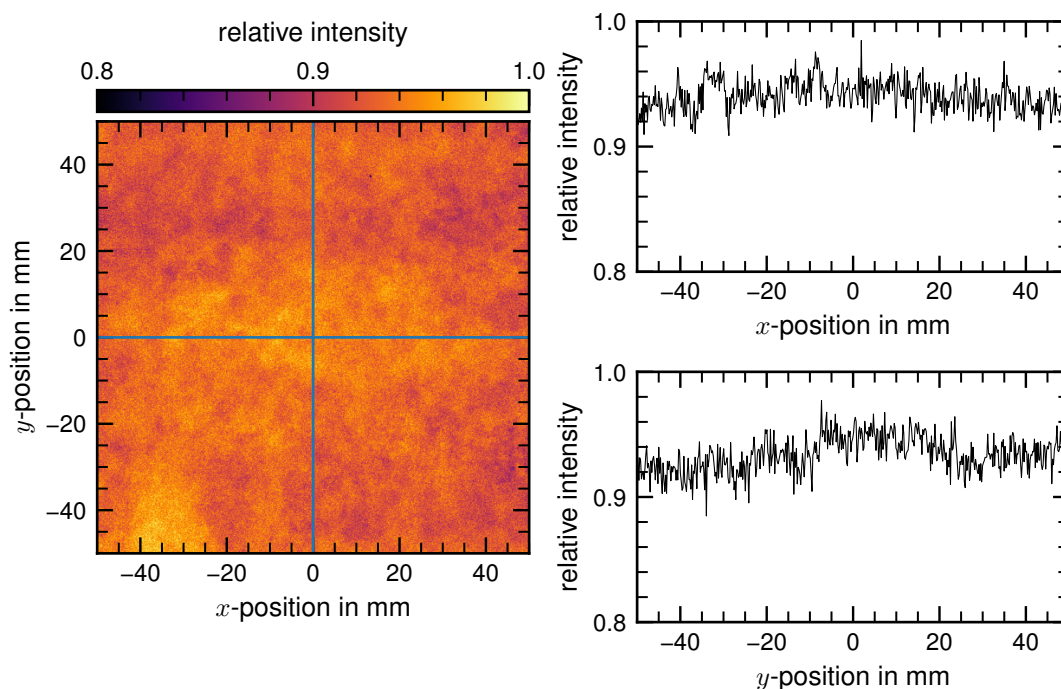 relative intensity
0.8 0.9 1.0
40
20
0
−20
−40
y-position in mm
−40 −20 0 20 40
x-position in mm
1.0
0.9
0.8
relative intensity
−40 −20 0 20 40
x-position in mm
1.0
0.9
0.8
relative intensity
−40 −20 0 20 40
y-position in mm